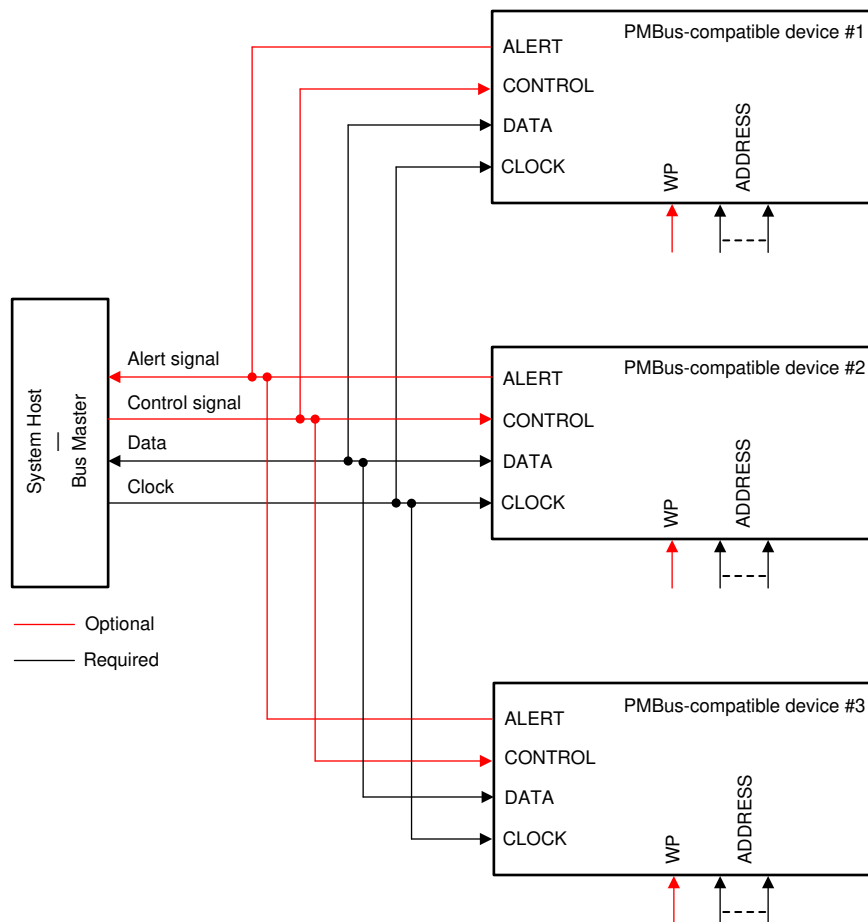 PMBus-compatible device #1
ALERT
CONTROL
DATA
CLOCK
WP
ADDRESS
System Host
—
Bus Master
Alert signal
Control signal
Data
Clock
PMBus-compatible device #2
ALERT
CONTROL
DATA
CLOCK
WP
ADDRESS
Optional
Required
PMBus-compatible device #3
ALERT
CONTROL
DATA
CLOCK
WP
ADDRESS